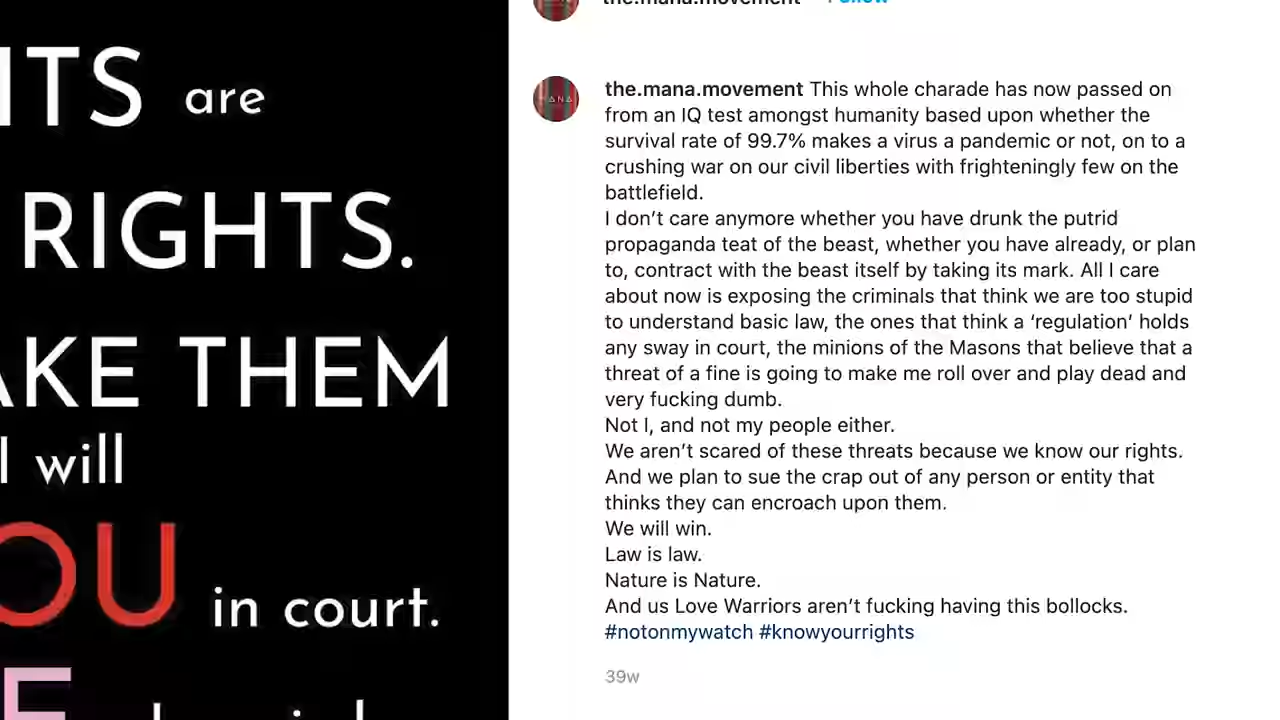 ITS are
RIGHTS.
AKE THEM
will
OU in court.
the.mana.movement
Follow
MANA
the.mana.movement This whole charade has now passed on
from an IQ test amongst humanity based upon whether the
survival rate of 99.7% makes a virus a pandemic or not, on to a
crushing war on our civil liberties with frighteningly few on the
battlefield.
I don’t care anymore whether you have drunk the putrid
propaganda teat of the beast, whether you have already, or plan
to, contract with the beast itself by taking its mark. All I care
about now is exposing the criminals that think we are too stupid
to understand basic law, the ones that think a ‘regulation’ holds
any sway in court, the minions of the Masons that believe that a
threat of a fine is going to make me roll over and play dead and
very fucking dumb.
Not I, and not my people either.
We aren’t scared of these threats because we know our rights.
And we plan to sue the crap out of any person or entity that
thinks they can encroach upon them.
We will win.
Law is law.
Nature is Nature.
And us Love Warriors aren’t fucking having this bollocks.
#notonmywatch #knowyourrights
39w